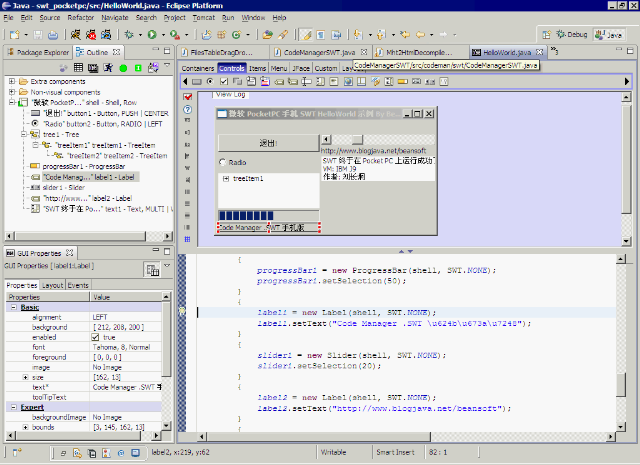 Java - swt_pocketpc/src/HelloWorld.java - Eclipse Platform
File Edit Source Refactor Navigate Search Project Tomcat Run Window Help
Debug Java
Package Explorer Outline
FilesTableDragDro... CodeManagerSWT.java Mht2HtmlDecompile... HelloWorld.java
CodeManagerSWT/src/codeman/swt/CodeManagerSWT.java
Containers Controls Items Menu JFace Custom Lay
View Log
Extra components
Non-visual components
"微软 PocketP... shell - Shell, Row
"退出!" button1 - Button, PUSH | CENTER
"Radio" button2 - Button, RADIO | LEFT
tree1 - Tree
"treeItem1" treeItem1 - TreeItem
"treeItem2" treeItem2 - TreeItem
progressBar1 - ProgressBar
"Code Manag..." label1 - Label
slider1 - Slider
"http://www..." label2 - Label
"SWT 终于在 Po..." text1 - Text, MULTI | W
微软 PocketPC 手机 SWT HelloWorld 示例 By
退出!
Radio
treeItem1
Code Manager .SWT 手机版
http://www.blogjava.net/beansoft
SWT 终于在 Pocket PC 上运行成功了
VM: IBM J9
作者: 刘长炯
GUI Properties
GUI Properties [label1:Label]
Properties Layout Events
Properties Value
Basic
alignment LEFT
background [212, 208, 200]
enabled true
font Tahoma, 8, Normal
foreground [0, 0, 0]
image No Image
size [162, 13]
text* Code Manager .SWT 手
toolTipText
Expert
backgroundImage No Image
bounds [3, 145, 162, 13]
{
progressBar1 = new ProgressBar(shell, SWT.NONE);
progressBar1.setSelection(50);
}
{
label1 = new Label(shell, SWT.NONE);
label1.setText("Code Manager .SWT \u624b\u673a\u7248");
}
{
slider1 = new Slider(shell, SWT.NONE);
slider1.setSelection(20);
}
{
label2 = new Label(shell, SWT.NONE);
label2.setText("http://www.blogjava.net/beansoft");
}
{
label2, x:219, y:62 Writable Smart Insert 82 : 1